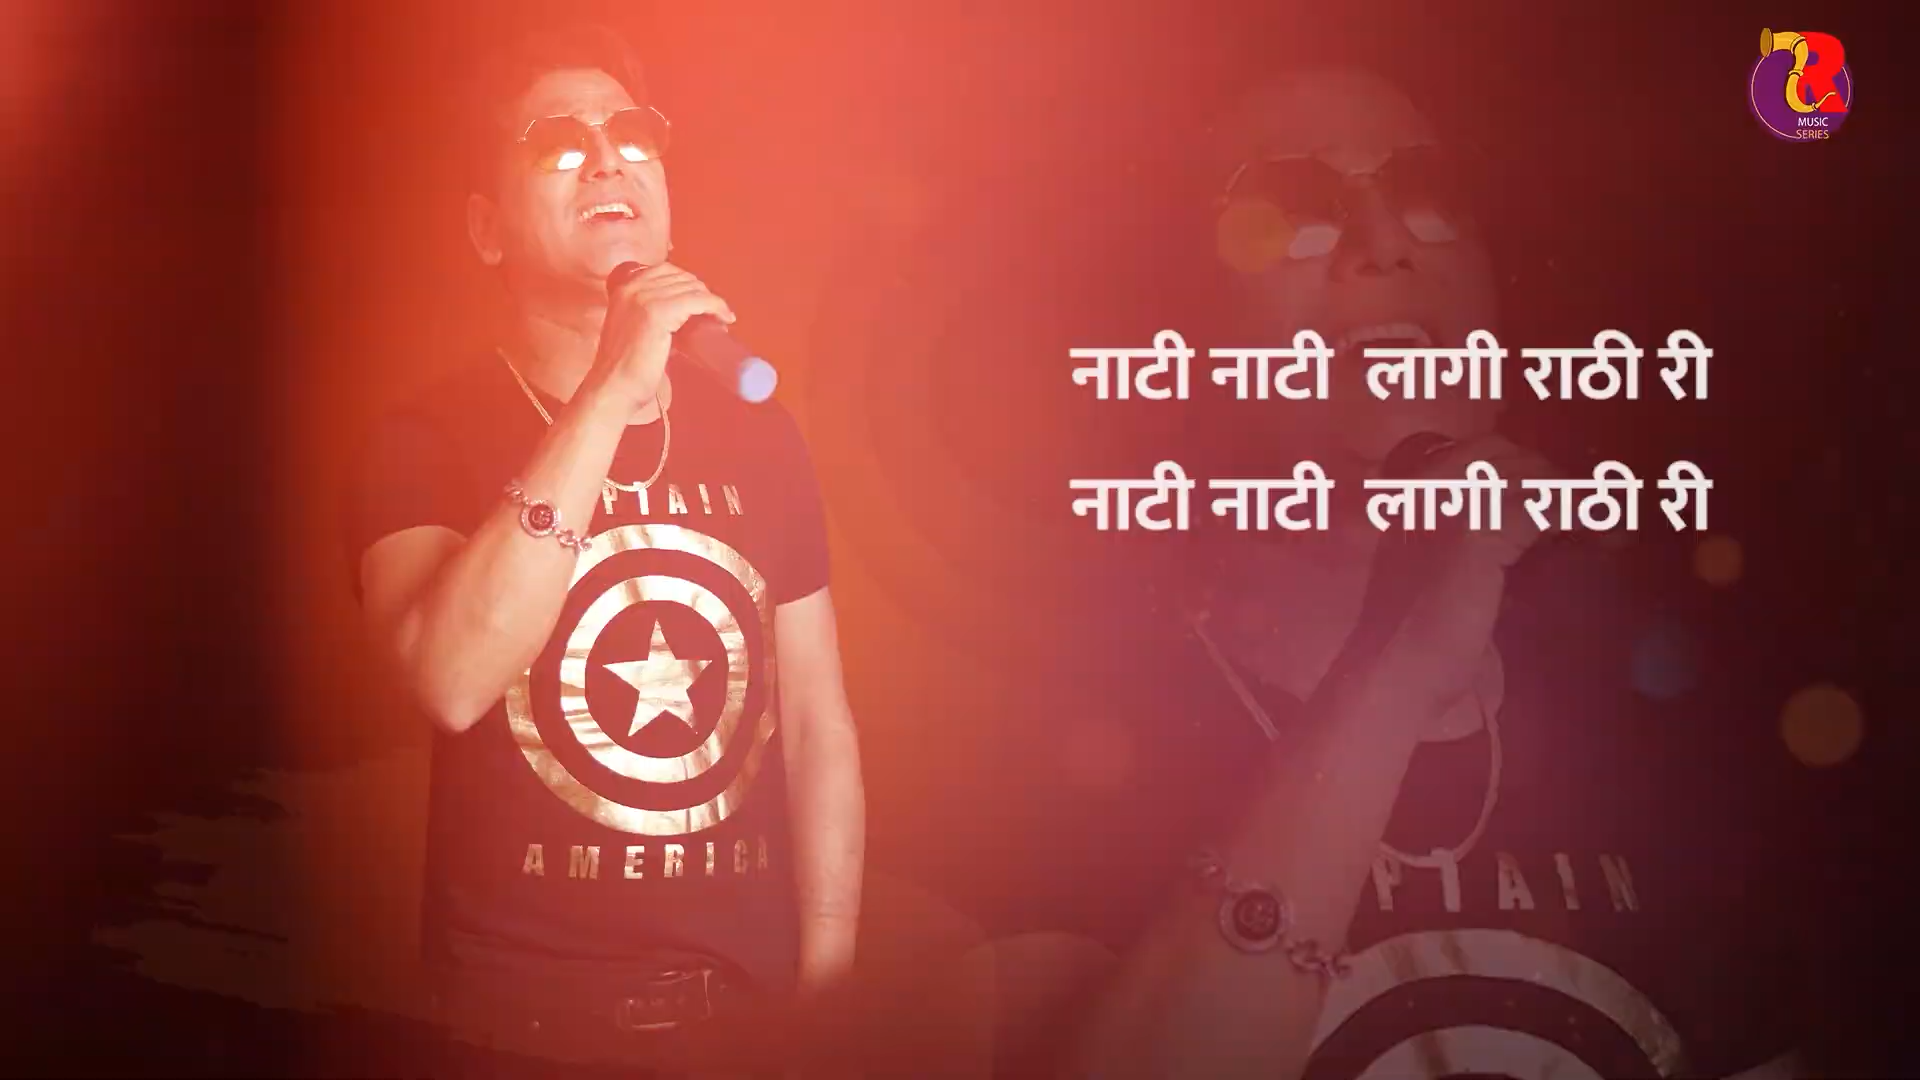 R
MUSIC
SERIES
नाटी नाटी लागी राठी री
नाटी नाटी लागी राठी री
PTAIN
AMERICA
PTAIN